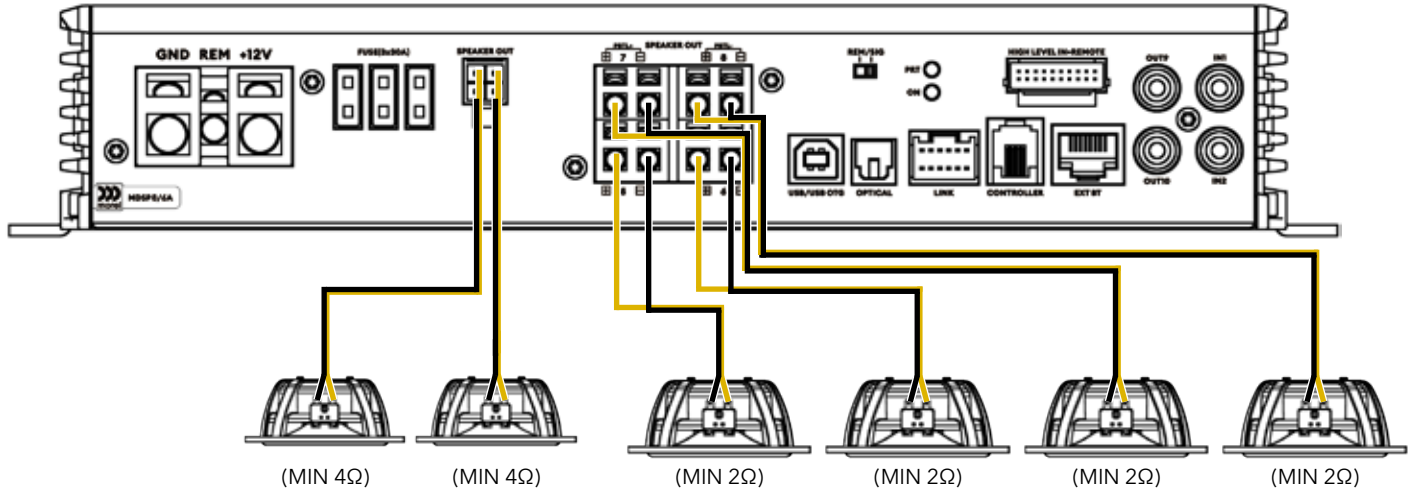 GND REM +12V
FUSE(3x30A)
SPEAKER OUT
SPEAKER OUT
7
8
5
6
REM/SIG
PRT
ON
HIGH LEVEL IN+REMOTE
OUT9
IN1
OUT10
IN2
USB/USB OTG
OPTICAL
LINK
CONTROLLER
EXT BT
morel
(MIN 4Ω) (MIN 4Ω) (MIN 2Ω) (MIN 2Ω) (MIN 2Ω) (MIN 2Ω)